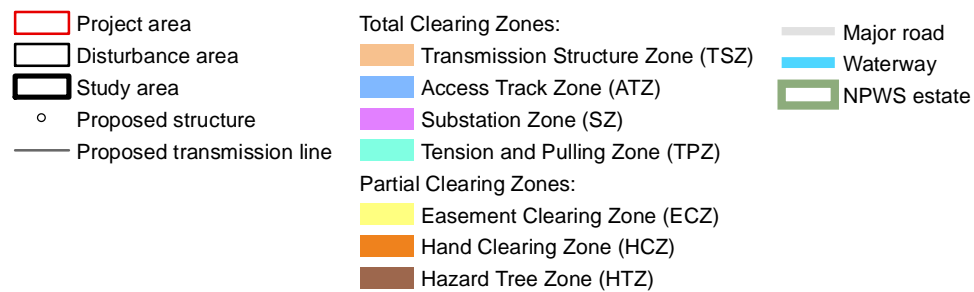 Project area
Disturbance area
Study area
Proposed structure
Proposed transmission line
Total Clearing Zones:
Transmission Structure Zone (TSZ)
Access Track Zone (ATZ)
Substation Zone (SZ)
Tension and Pulling Zone (TPZ)
Partial Clearing Zones:
Easement Clearing Zone (ECZ)
Hand Clearing Zone (HCZ)
Hazard Tree Zone (HTZ)
Major road
Waterway
NPWS estate